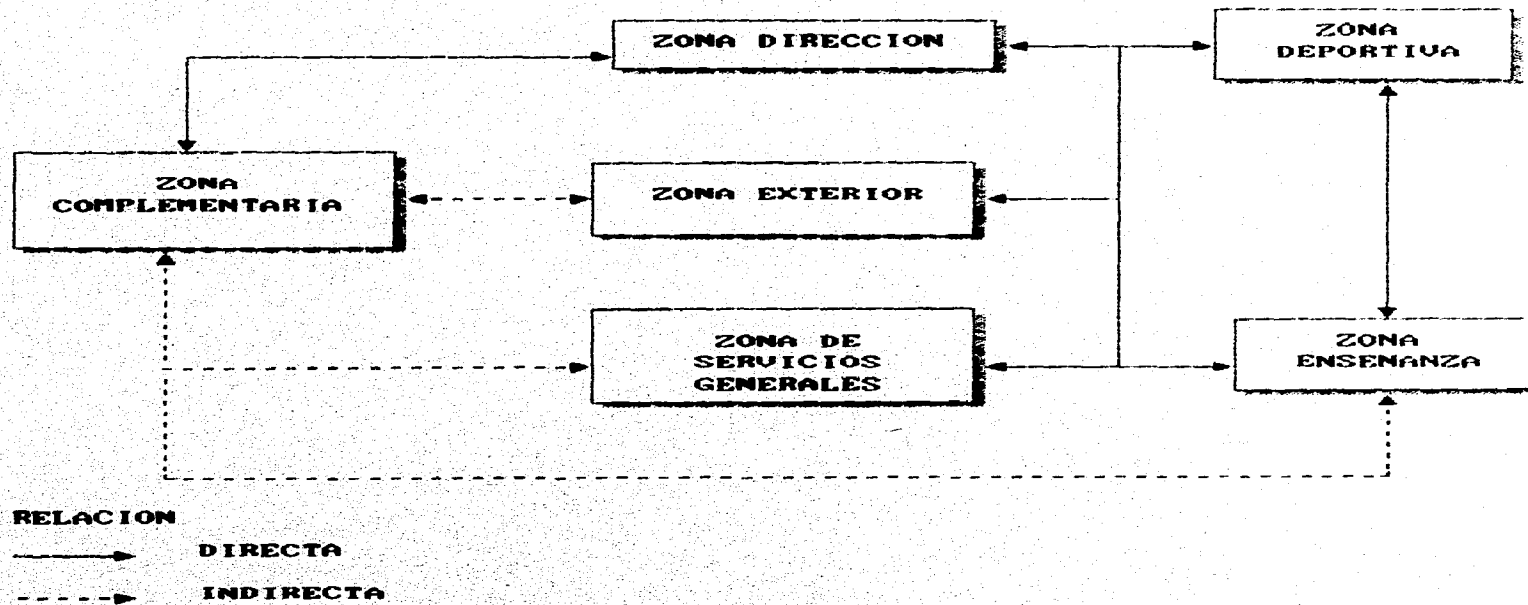 ZONA DIRECCION
ZONA
DEPORTIVA
ZONA
COMPLEMENTARIA
ZONA EXTERIOR
ZONA DE
SERVICIOS
GENERALES
ZONA
ENSENANZA
RELACION
DIRECTA
INDIRECTA